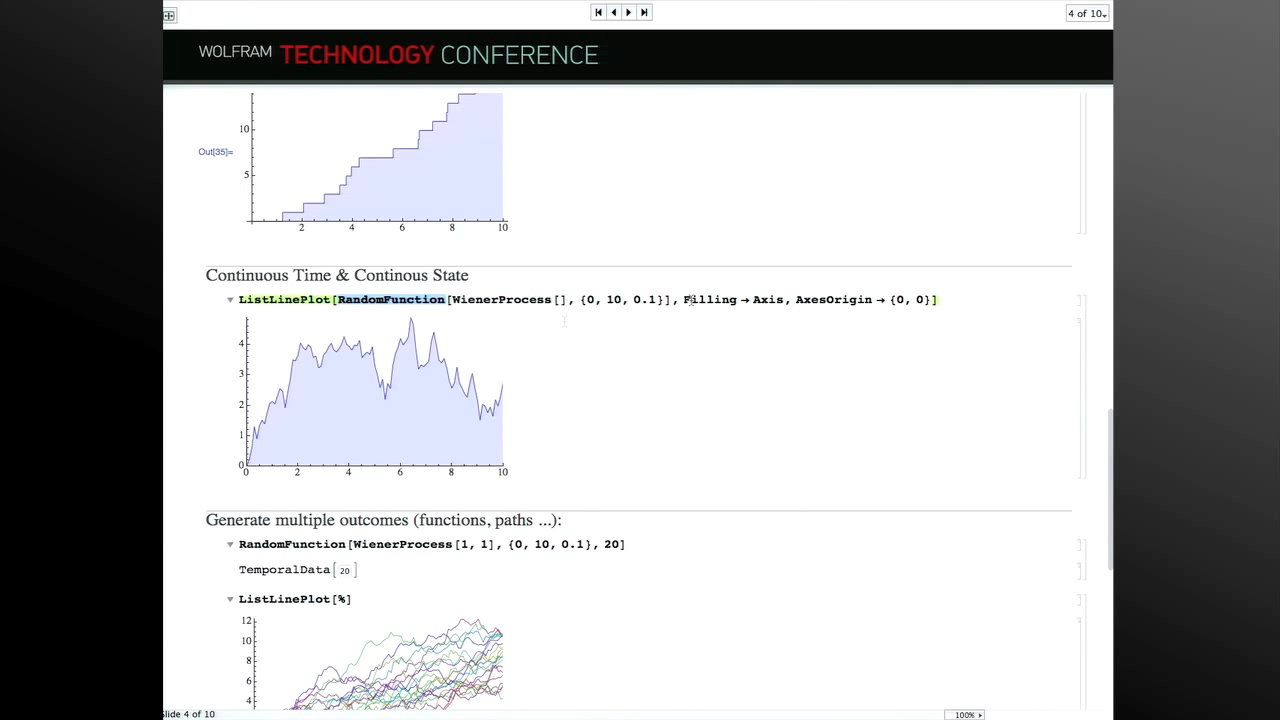 4 of 10
WOLFRAM TECHNOLOGY CONFERENCE
10
Out[35]=
5
2 4 6 8 10
Continuous Time & Continous State
ListLinePlot[RandomFunction[WienerProcess[], {0, 10, 0.1}], Filling → Axis, AxesOrigin → {0, 0}]
4
3
2
1
0
0 2 4 6 8 10
Generate multiple outcomes (functions, paths ...):
RandomFunction[WienerProcess[1, 1], {0, 10, 0.1}, 20]
TemporalData[ 20 ]
ListLinePlot[%]
12
10
8
6
4
Slide 4 of 10
100%